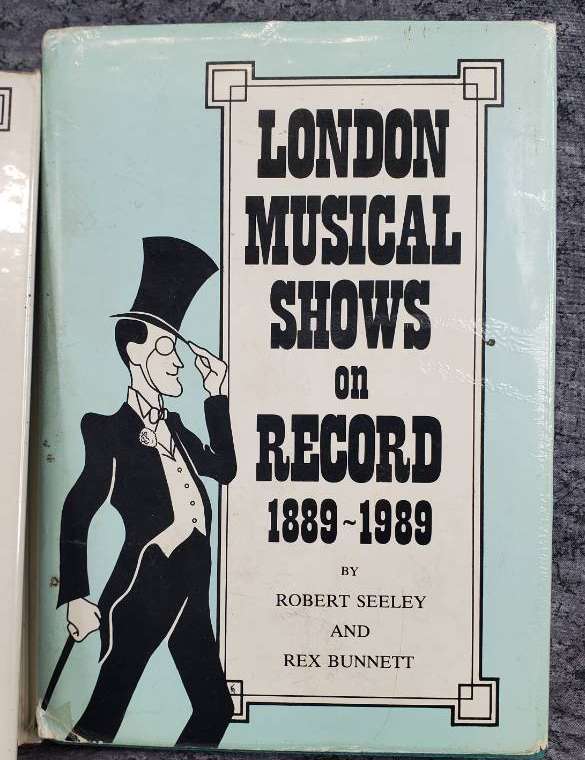 LONDON
MUSICAL
SHOWS
on
RECORD
1889~1989
BY
ROBERT SEELEY
AND
REX BUNNETT